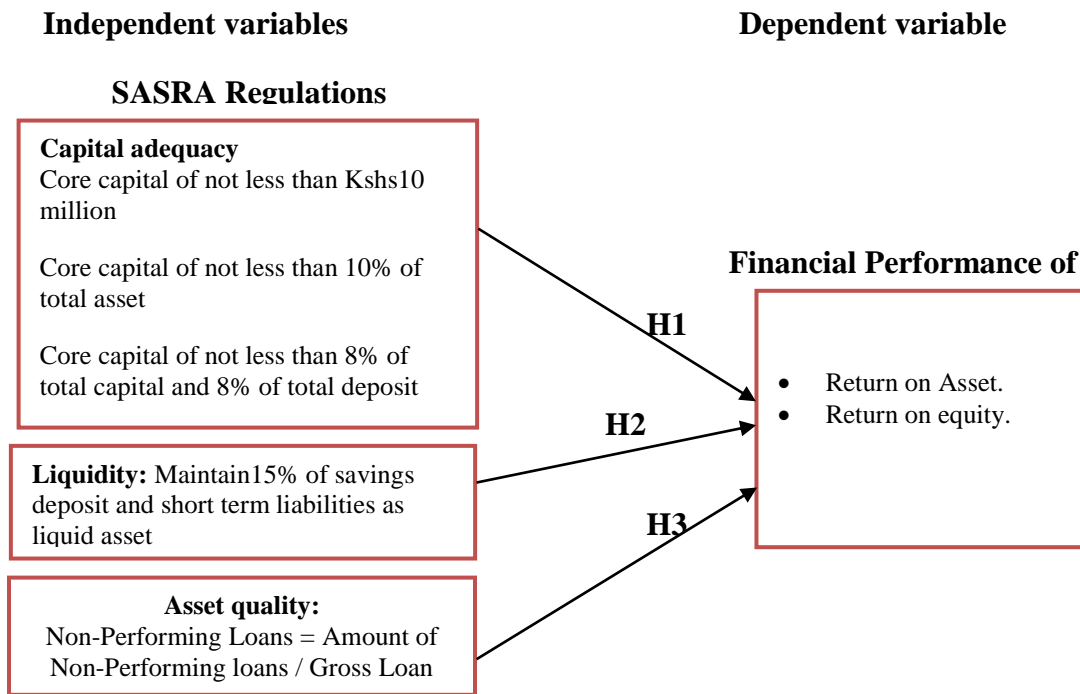 Independent variables
Dependent variable
SASRA Regulations
Capital adequacy
Core capital of not less than Kshs10
million
Core capital of not less than 10% of
total asset
Core capital of not less than 8% of
total capital and 8% of total deposit
Liquidity: Maintain15% of savings
deposit and short term liabilities as
liquid asset
Asset quality:
Non-Performing Loans = Amount of
Non-Performing loans / Gross Loan
H1
H2
H3
Financial Performance of
• Return on Asset.
• Return on equity.